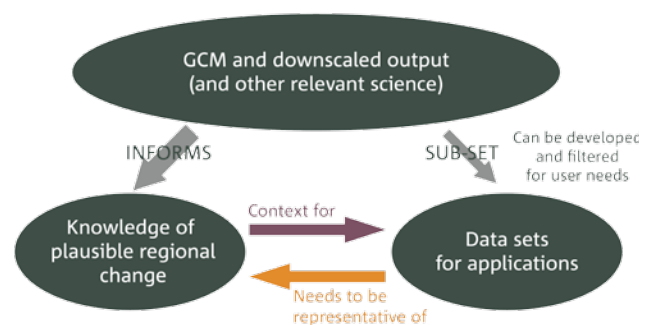 GCM and downscaled output
(and other relevant science)
INFORMS
SUB-SET
Can be developed
and filtered
for user needs
Knowledge of
plausible regional
change
Context for
Data sets
for applications
Needs to be
representative of